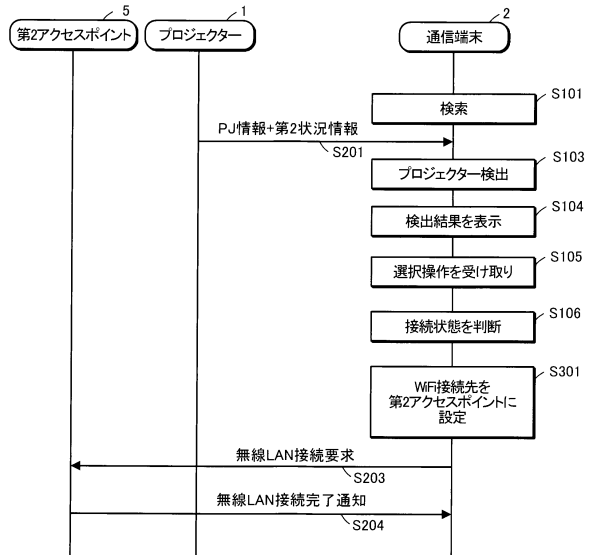 5
第2アクセスポイント
1
プロジェクター
2
通信端末
S101
検索
PJ情報+第2状況情報
S201
S103
プロジェクター検出
S104
検出結果を表示
S105
選択操作を受け取り
S106
接続状態を判断
S301
WiFi接続先を
第2アクセスポイントに
設定
無線LAN接続要求
S203
無線LAN接続完了通知
S204